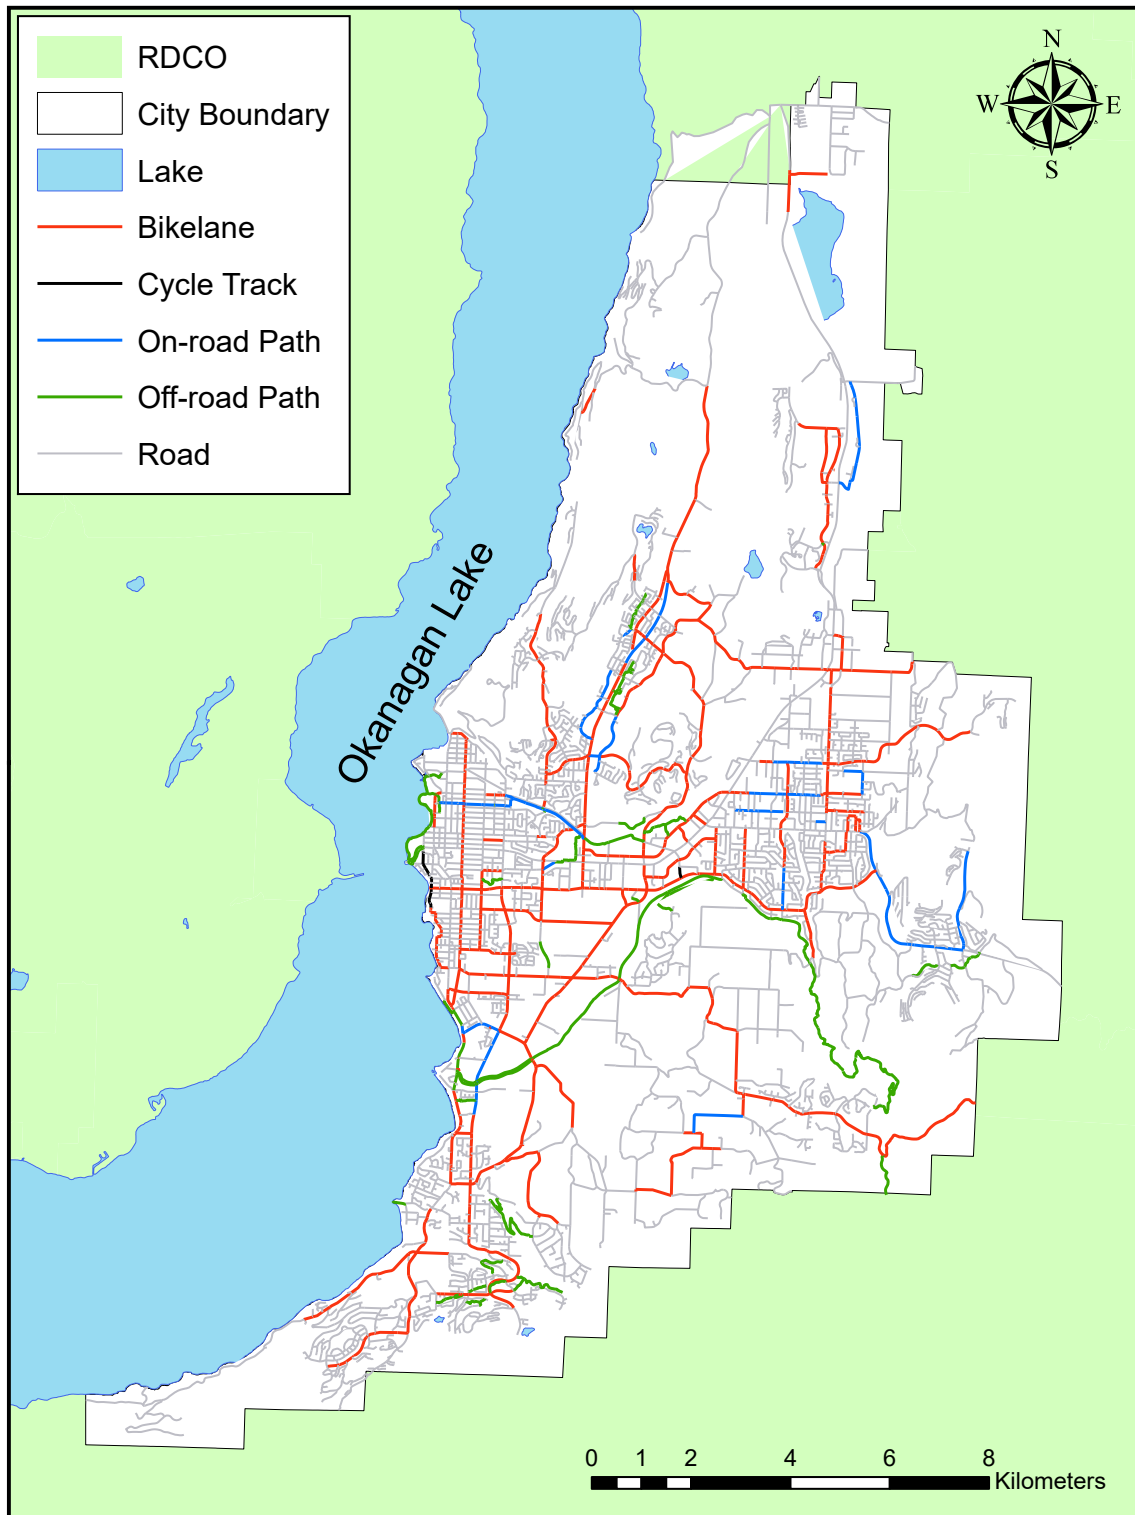 RDCO
City Boundary
Lake
Bikelane
Cycle Track
On-road Path
Off-road Path
Road
N
W E
S
Okanagan Lake
0 1 2 4 6 8
Kilometers